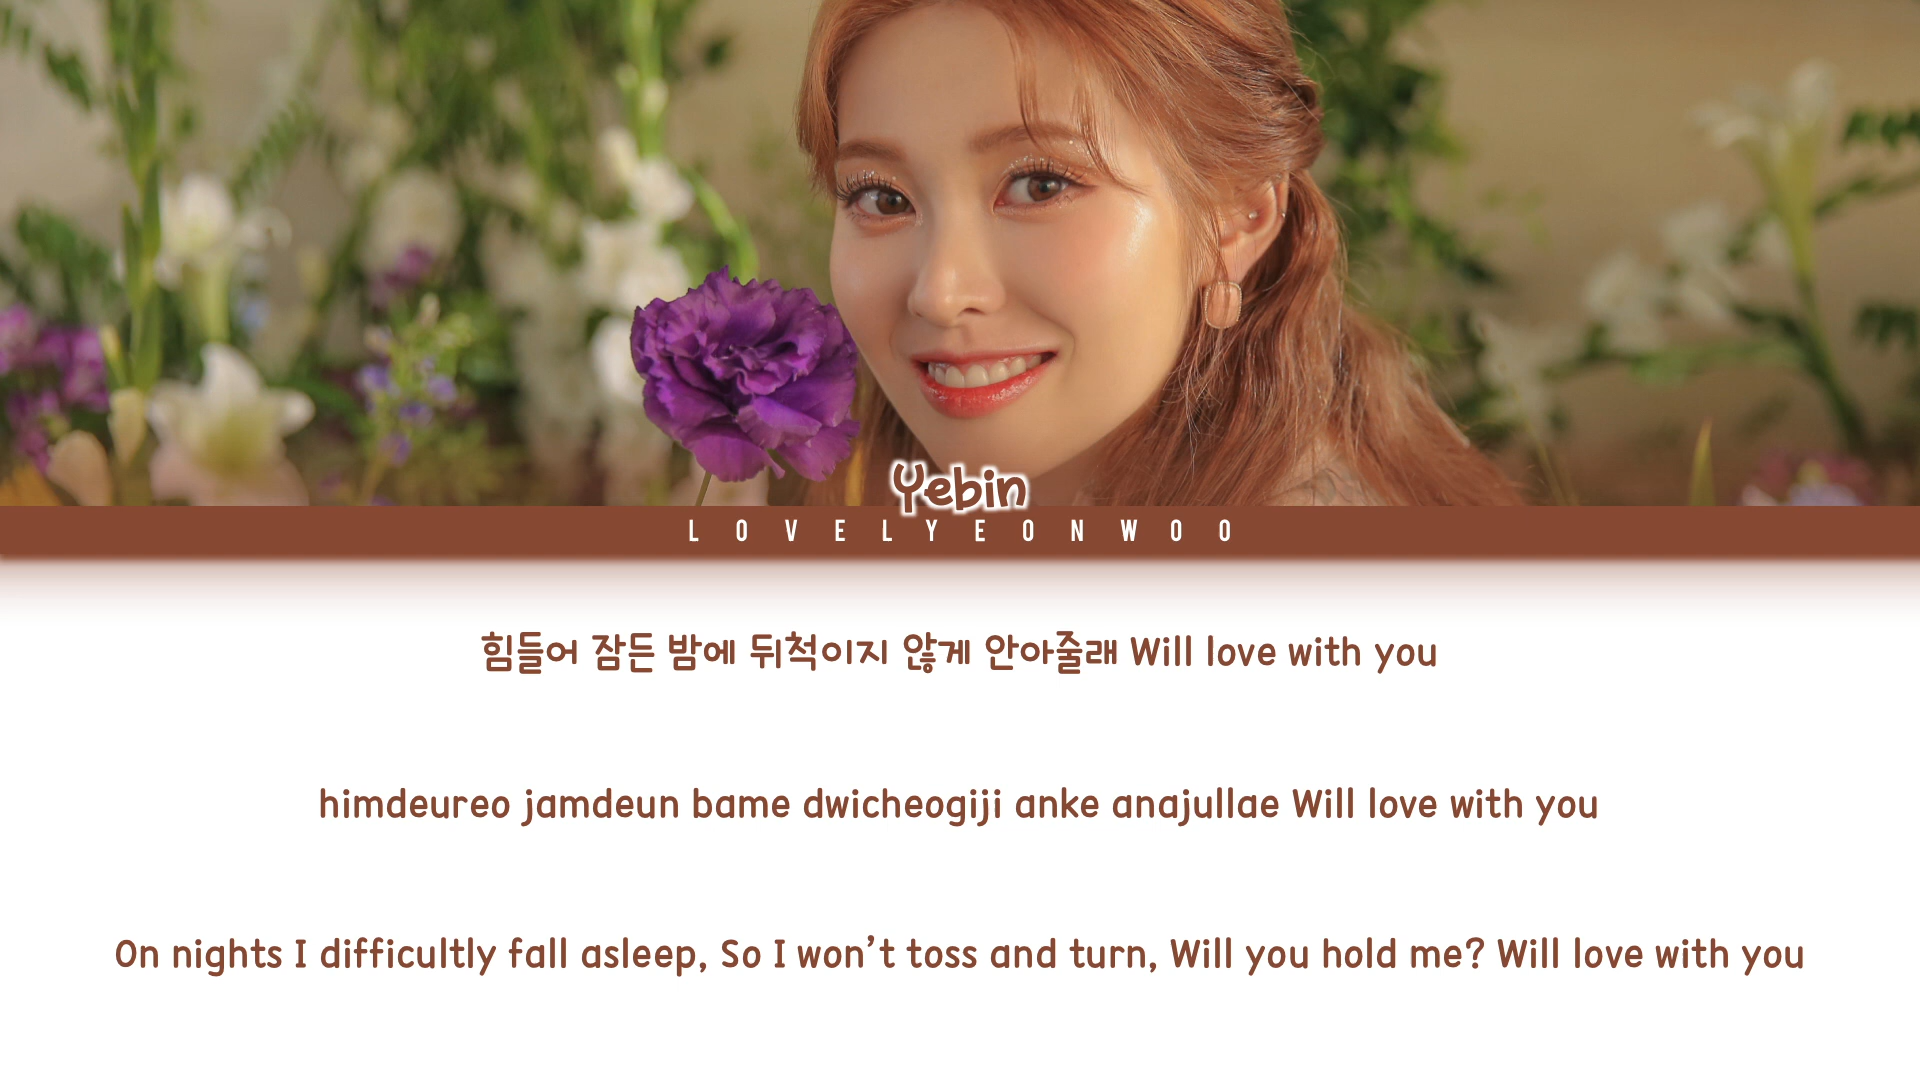 Yebin
LOVELYEONWOO
힘들어 잠든 밤에 뒤척이지 않게 안아줄래 Will love with you
himdeureo jamdeun bame dwicheogiji anke anajullae Will love with you
On nights I difficultly fall asleep, So I won’t toss and turn, Will you hold me? Will love with you